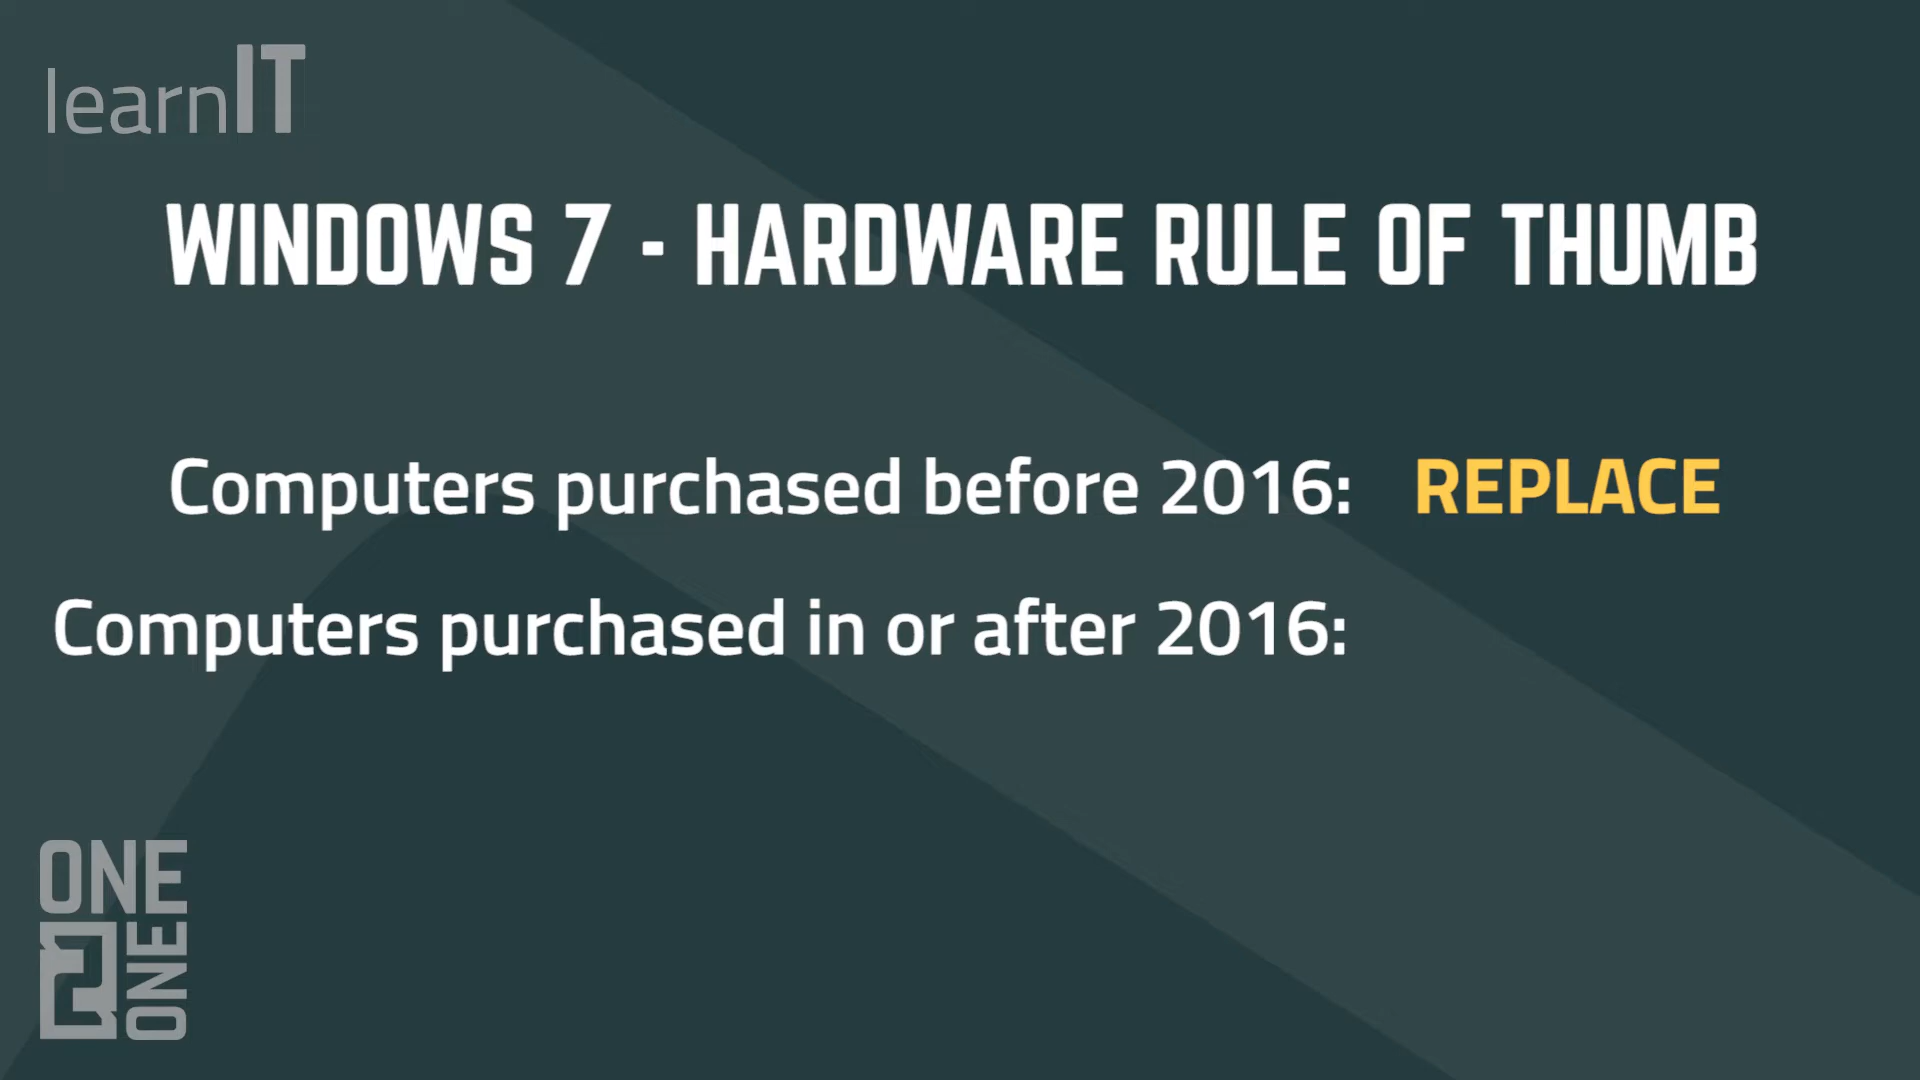 learnIT
WINDOWS 7 - HARDWARE RULE OF THUMB
Computers purchased before 2016: REPLACE
Computers purchased in or after 2016:
ONE
2
ONE